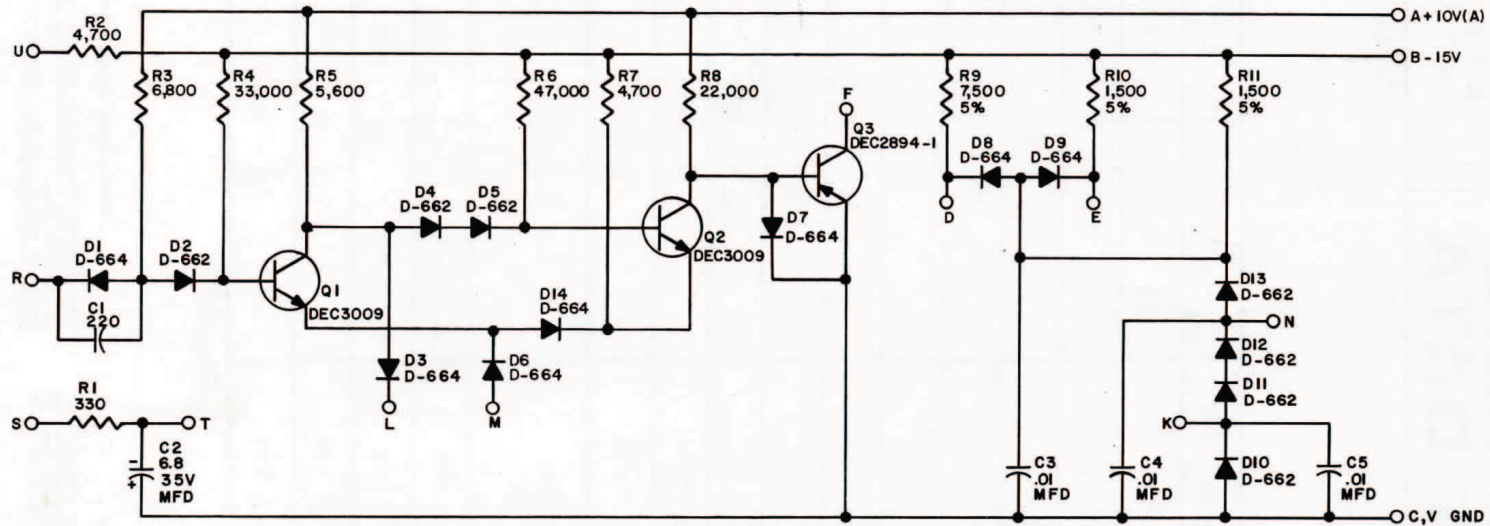 A+10V(A)
U
R2
4,700
B-15V
R3
6,800
R4
33,000
R5
5,600
R6
47,000
R7
4,700
R8
22,000
F
Q3
DEC2894-1
R9
7,500
5%
R10
1,500
5%
R11
1,500
5%
D8
D-664
D9
D-664
D4
D-662
D5
D-662
D7
D-664
D
E
Q2
DEC3009
D1
D-664
D2
D-662
R
C1
220
Q1
DEC3009
D14
D-664
D13
D-662
N
D3
D-664
D6
D-664
D12
D-662
D11
D-662
R1
330
S
T
L
M
K
C2
6.8
35V
MFD
-
+
C3
.01
MFD
C4
.01
MFD
D10
D-662
C5
.01
MFD
C,V GND